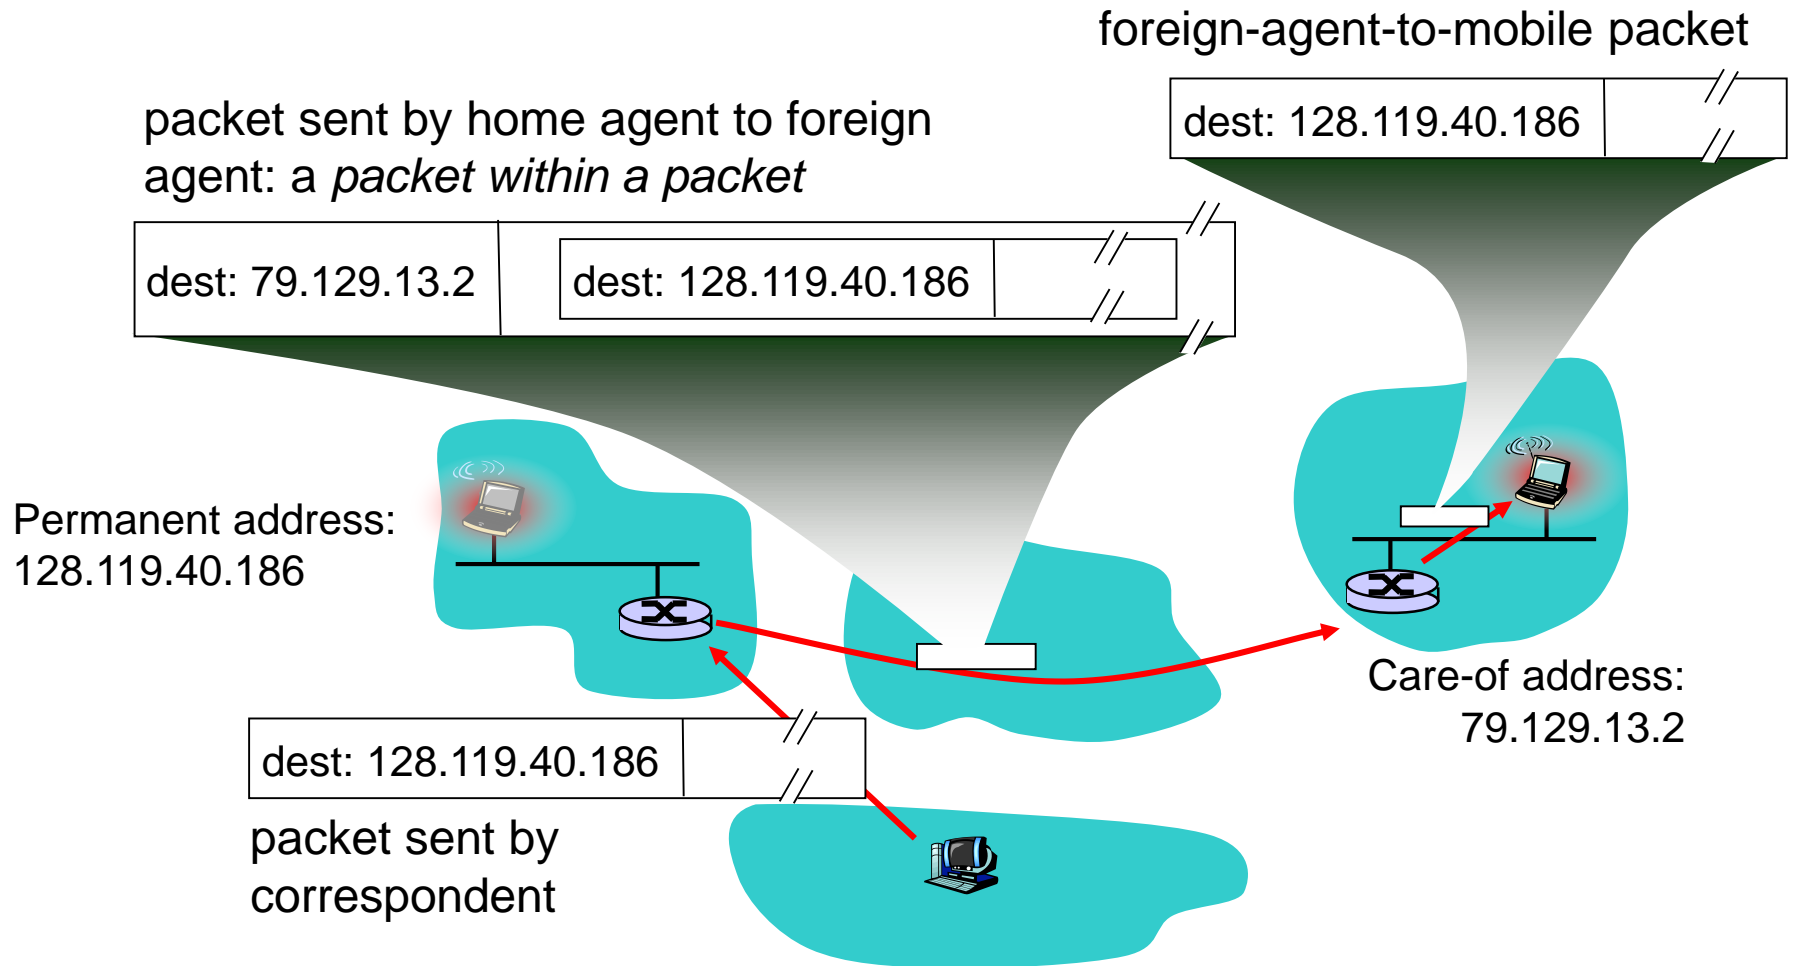 foreign-agent-to-mobile packet
dest: 128.119.40.186
packet sent by home agent to foreign
agent: a packet within a packet
dest: 79.129.13.2
dest: 128.119.40.186
Permanent address:
128.119.40.186
Care-of address:
79.129.13.2
dest: 128.119.40.186
packet sent by
correspondent